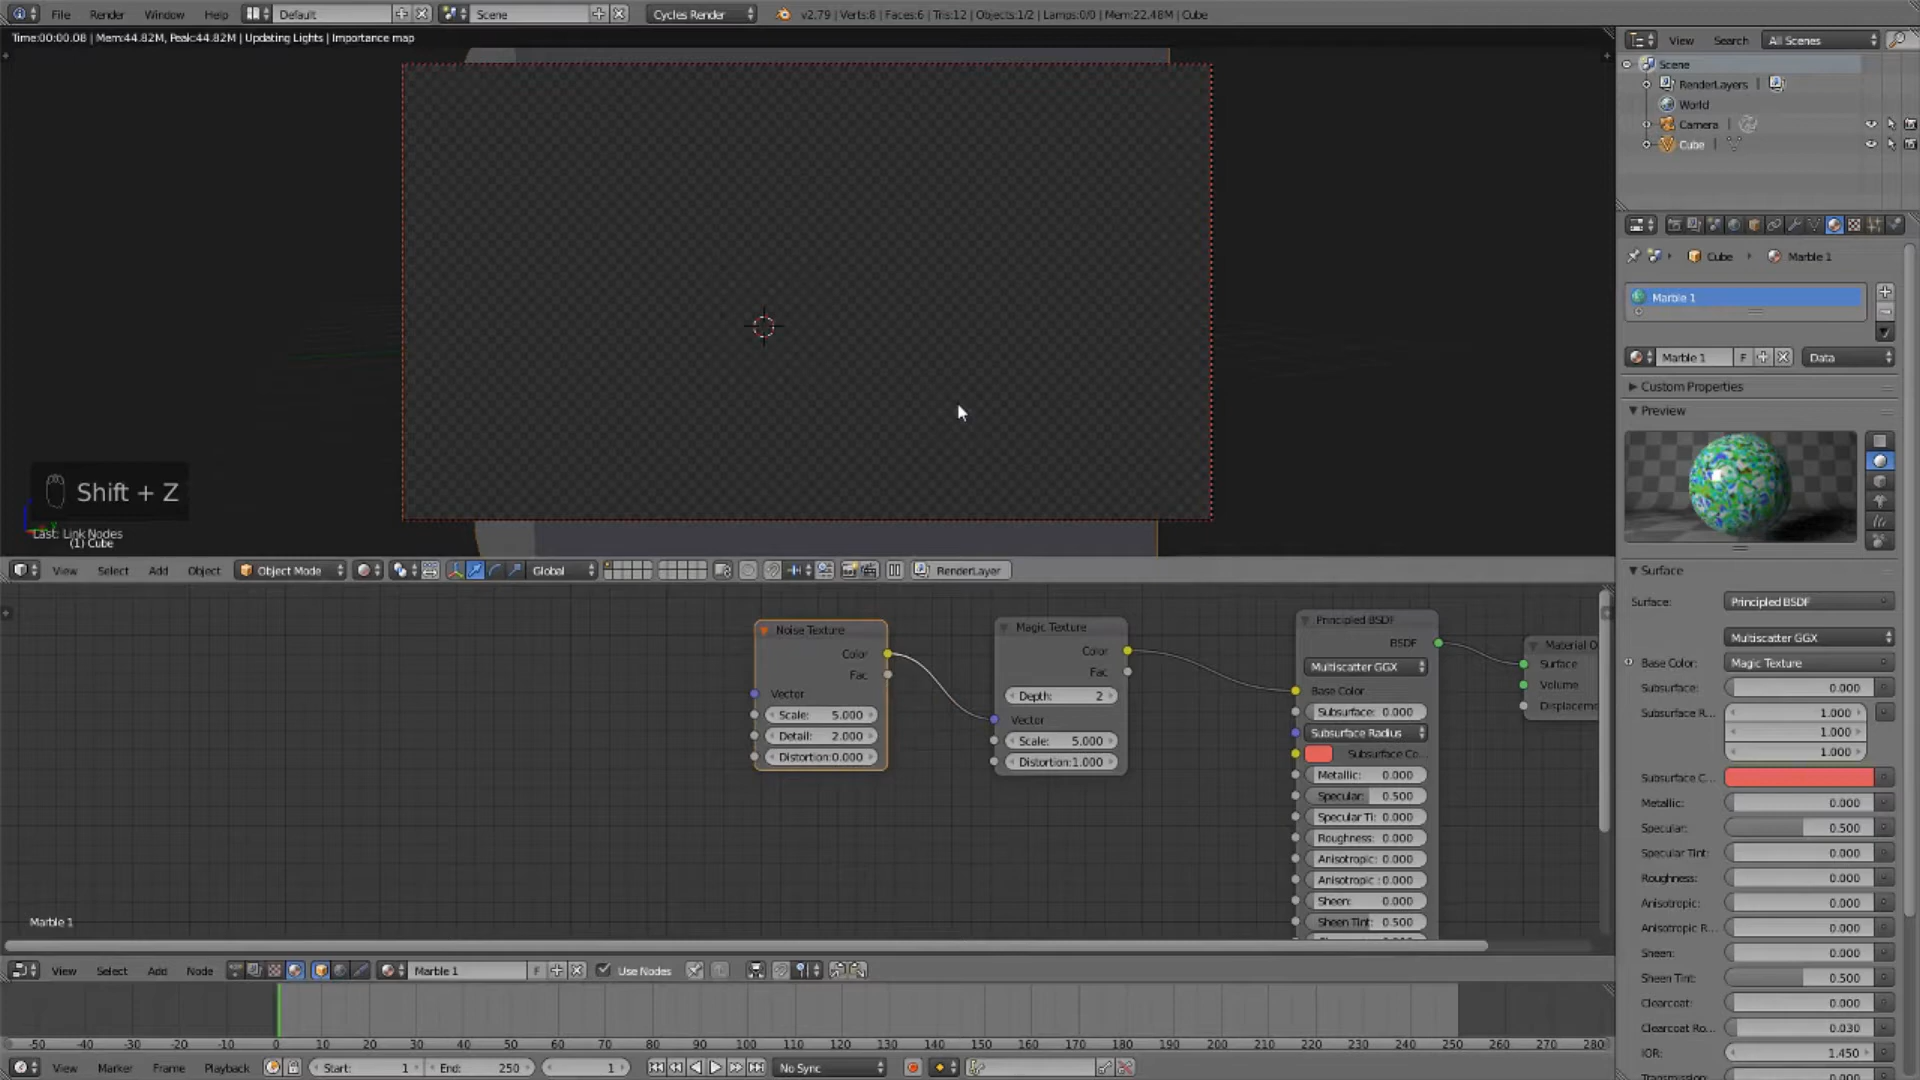 File Render Window Help Default Scene Cycles Render v2.79 | Verts:8 | Faces:6 | Tris:12 | Objects:1/2 | Lamps:0/0 | Mem:22.48M | Cube
Time:00:00.08 | Mem:44.82M, Peak:44.82M | Updating Lights | Importance map
View Search All Scenes
Scene
RenderLayers |
World
Camera |
Cube |
Cube Marble 1
Marble 1
Marble 1 F Data
Custom Properties
Preview
Shift + Z
Last: Link Nodes
(1) Cube
View Select Add Object Object Mode Global RenderLayer
Noise Texture
Color
Fac
Vector
Scale: 5.000
Detail: 2.000
Distortion:0.000
Magic Texture
Color
Fac
Depth: 2
Vector
Scale: 5.000
Distortion:1.000
Principled BSDF
BSDF
Multiscatter GGX
Base Color
Subsurface: 0.000
Subsurface Radius
Subsurface Co...
Metallic: 0.000
Specular: 0.500
Specular Ti: 0.000
Roughness: 0.000
Anisotropic: 0.000
Anisotropic : 0.000
Sheen: 0.000
Sheen Tint: 0.500
Material O
Surface
Volume
Displaceme
Marble 1
Surface
Surface: Principled BSDF
Multiscatter GGX
Base Color: Magic Texture
Subsurface: 0.000
Subsurface R... 1.000
1.000
1.000
Subsurface C...
Metallic: 0.000
Specular: 0.500
Specular Tint: 0.000
Roughness: 0.000
Anisotropic: 0.000
Anisotropic R... 0.000
Sheen: 0.000
Sheen Tint: 0.500
Clearcoat: 0.000
Clearcoat Ro... 0.030
IOR: 1.450
View Select Add Node Marble 1 F Use Nodes
-50 -40 -30 -20 -10 0 10 20 30 40 50 60 70 80 90 100 110 120 130 140 150 160 170 180 190 200 210 220 230 240 250 260 270 280
View Marker Frame Playback Start: 1 End: 250 1 No Sync